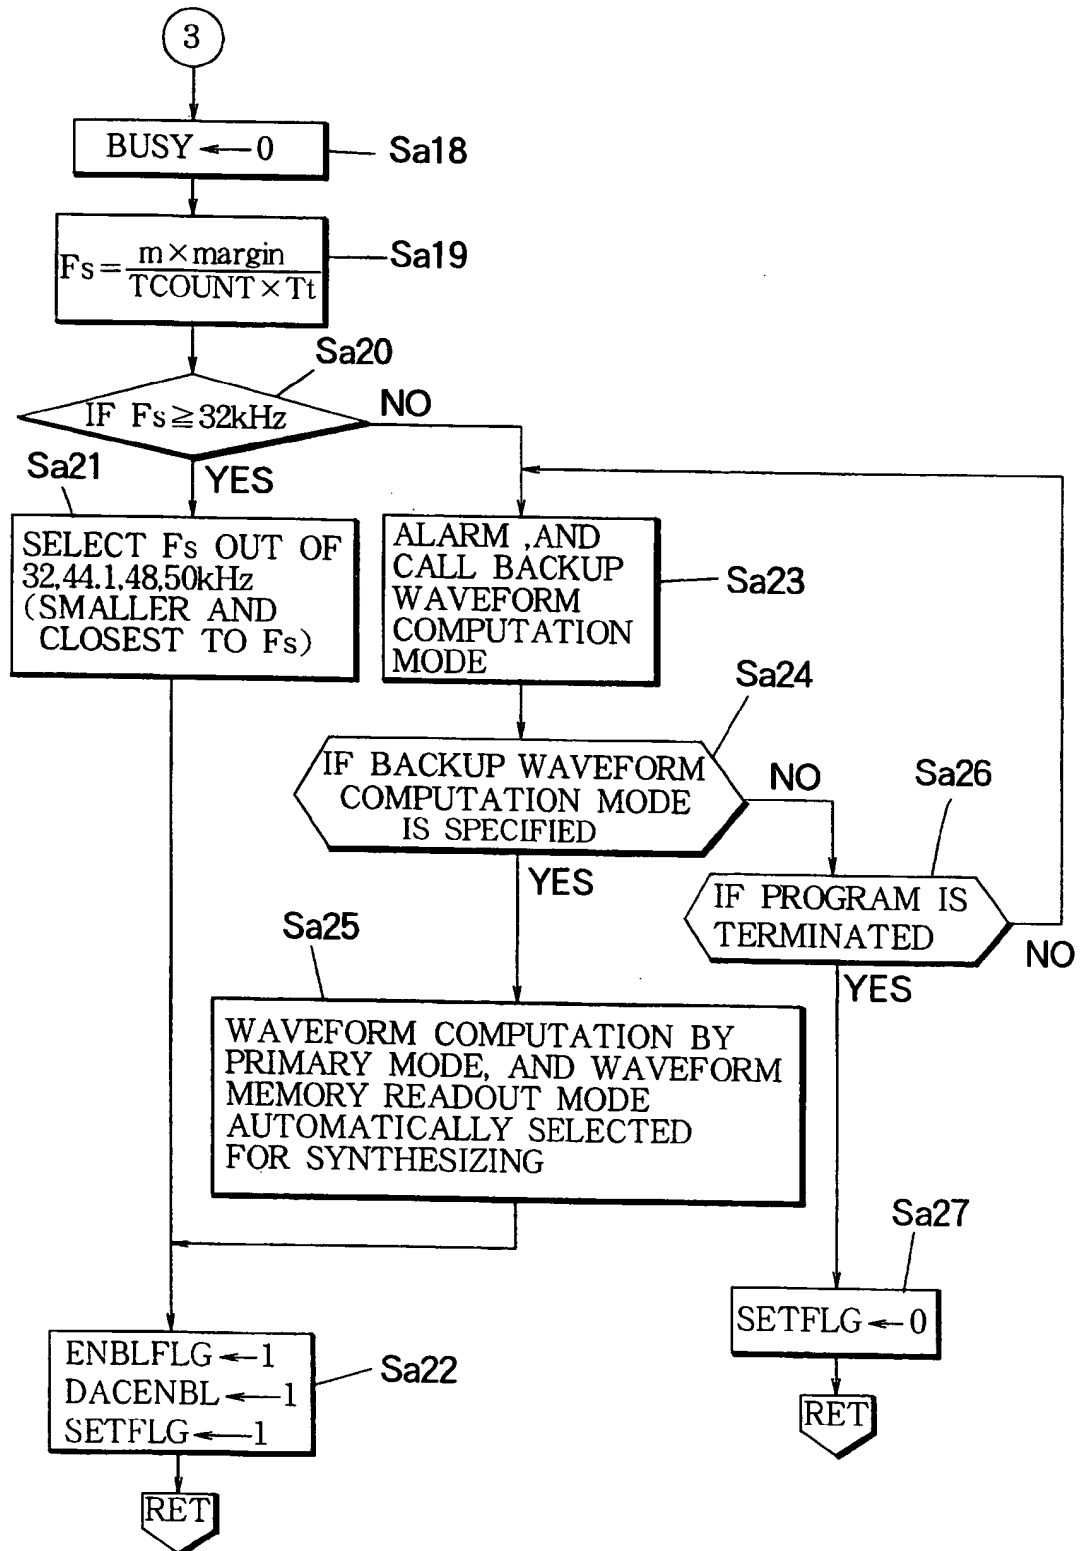 3
BUSY←0
Sa18
Fs=m×margin/TCOUNT×Tt
Sa19
Sa20
IF Fs≧32kHz
NO
YES
Sa21
SELECT Fs OUT OF
32,44.1,48,50kHz
(SMALLER AND
CLOSEST TO Fs)
ALARM ,AND
CALL BACKUP
WAVEFORM
COMPUTATION
MODE
Sa23
Sa24
IF BACKUP WAVEFORM
COMPUTATION MODE
IS SPECIFIED
NO
YES
Sa26
IF PROGRAM IS
TERMINATED
NO
YES
Sa25
WAVEFORM COMPUTATION BY
PRIMARY MODE, AND WAVEFORM
MEMORY READOUT MODE
AUTOMATICALLY SELECTED
FOR SYNTHESIZING
Sa27
SETFLG←0
RET
ENBLFLG←1
DACENBL←1
SETFLG←1
Sa22
RET